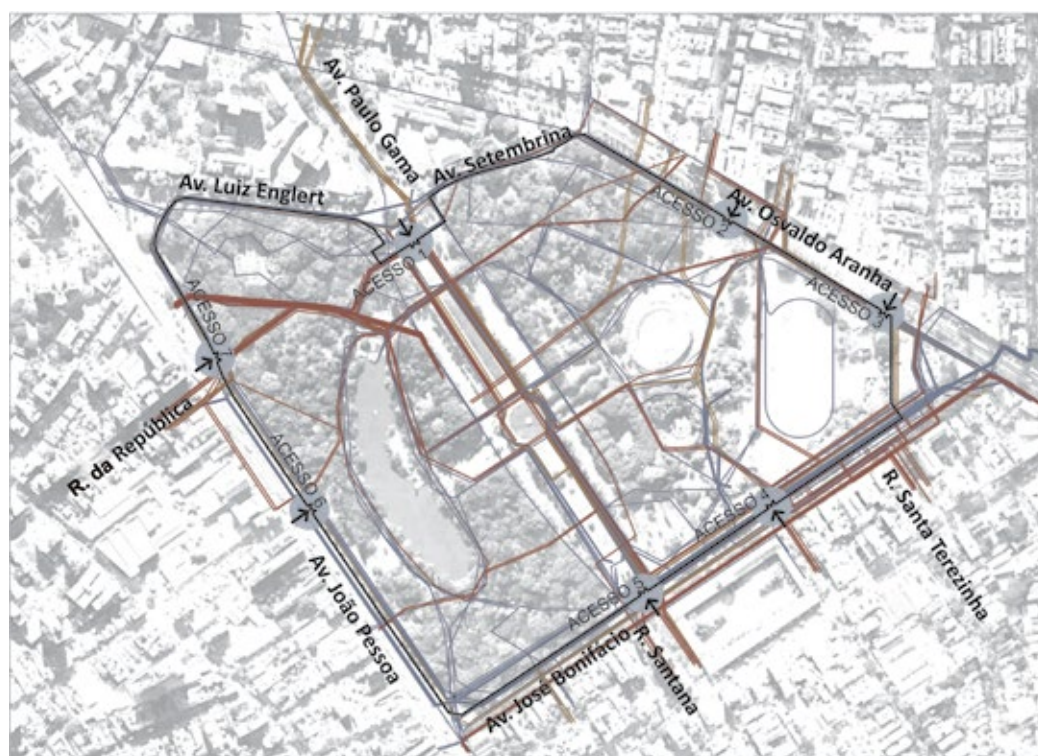 Av. Paulo Gama
Av. Setembrina
Av. Luiz Englert
ACESSO 2
Av. Osvaldo Aranha
ACESSO 1
ACESSO 3
ACESSO 7
R. da República
ACESSO 6
ACESSO 4
R. Santa Terezinha
Av. João Pessoa
ACESSO 5
Av. José Bonifácio
R. Santana